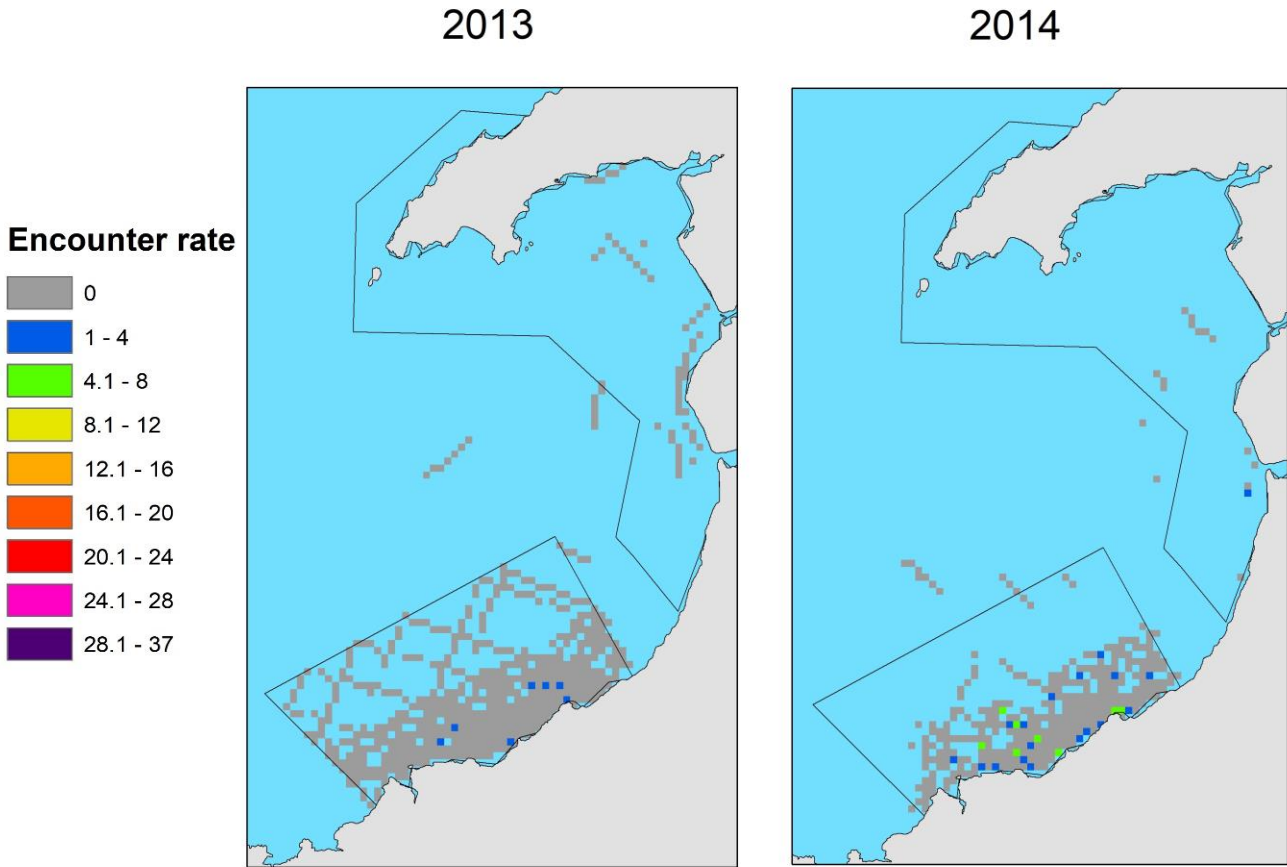 2013
2014
Encounter rate
0
1 - 4
4.1 - 8
8.1 - 12
12.1 - 16
16.1 - 20
20.1 - 24
24.1 - 28
28.1 - 37